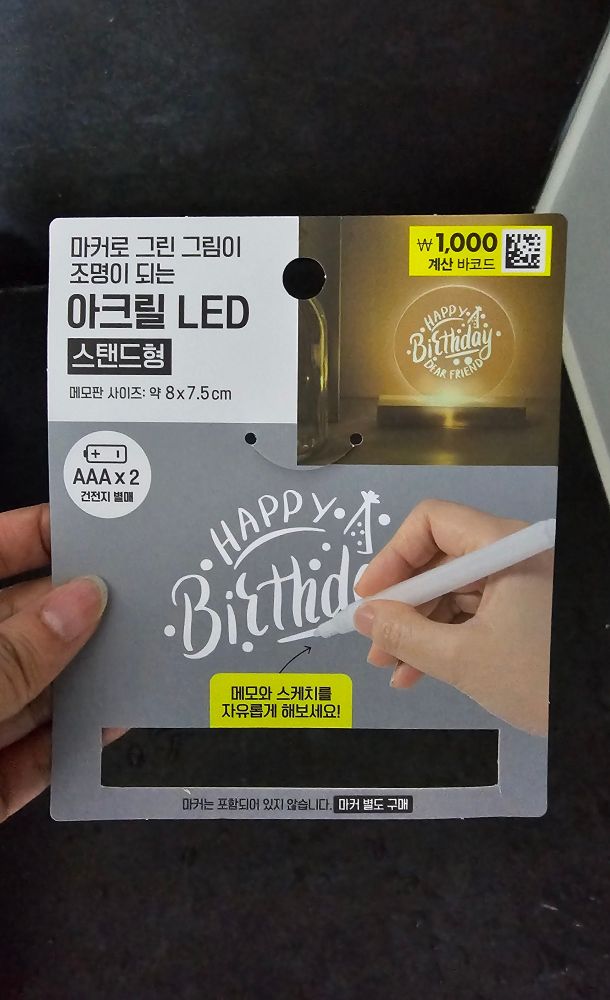 마커로 그린 그림이
조명이 되는
아크릴 LED
스탠드형
메모판 사이즈: 약 8x7.5cm
₩1,000
계산 바코드
HAPPY
Birthday
DEAR FRIEND
AAA x 2
건전지 별매
HAPPY
Birthda
메모와 스케치를
자유롭게 해보세요!
마커는 포함되어 있지 않습니다. 마커 별도 구매